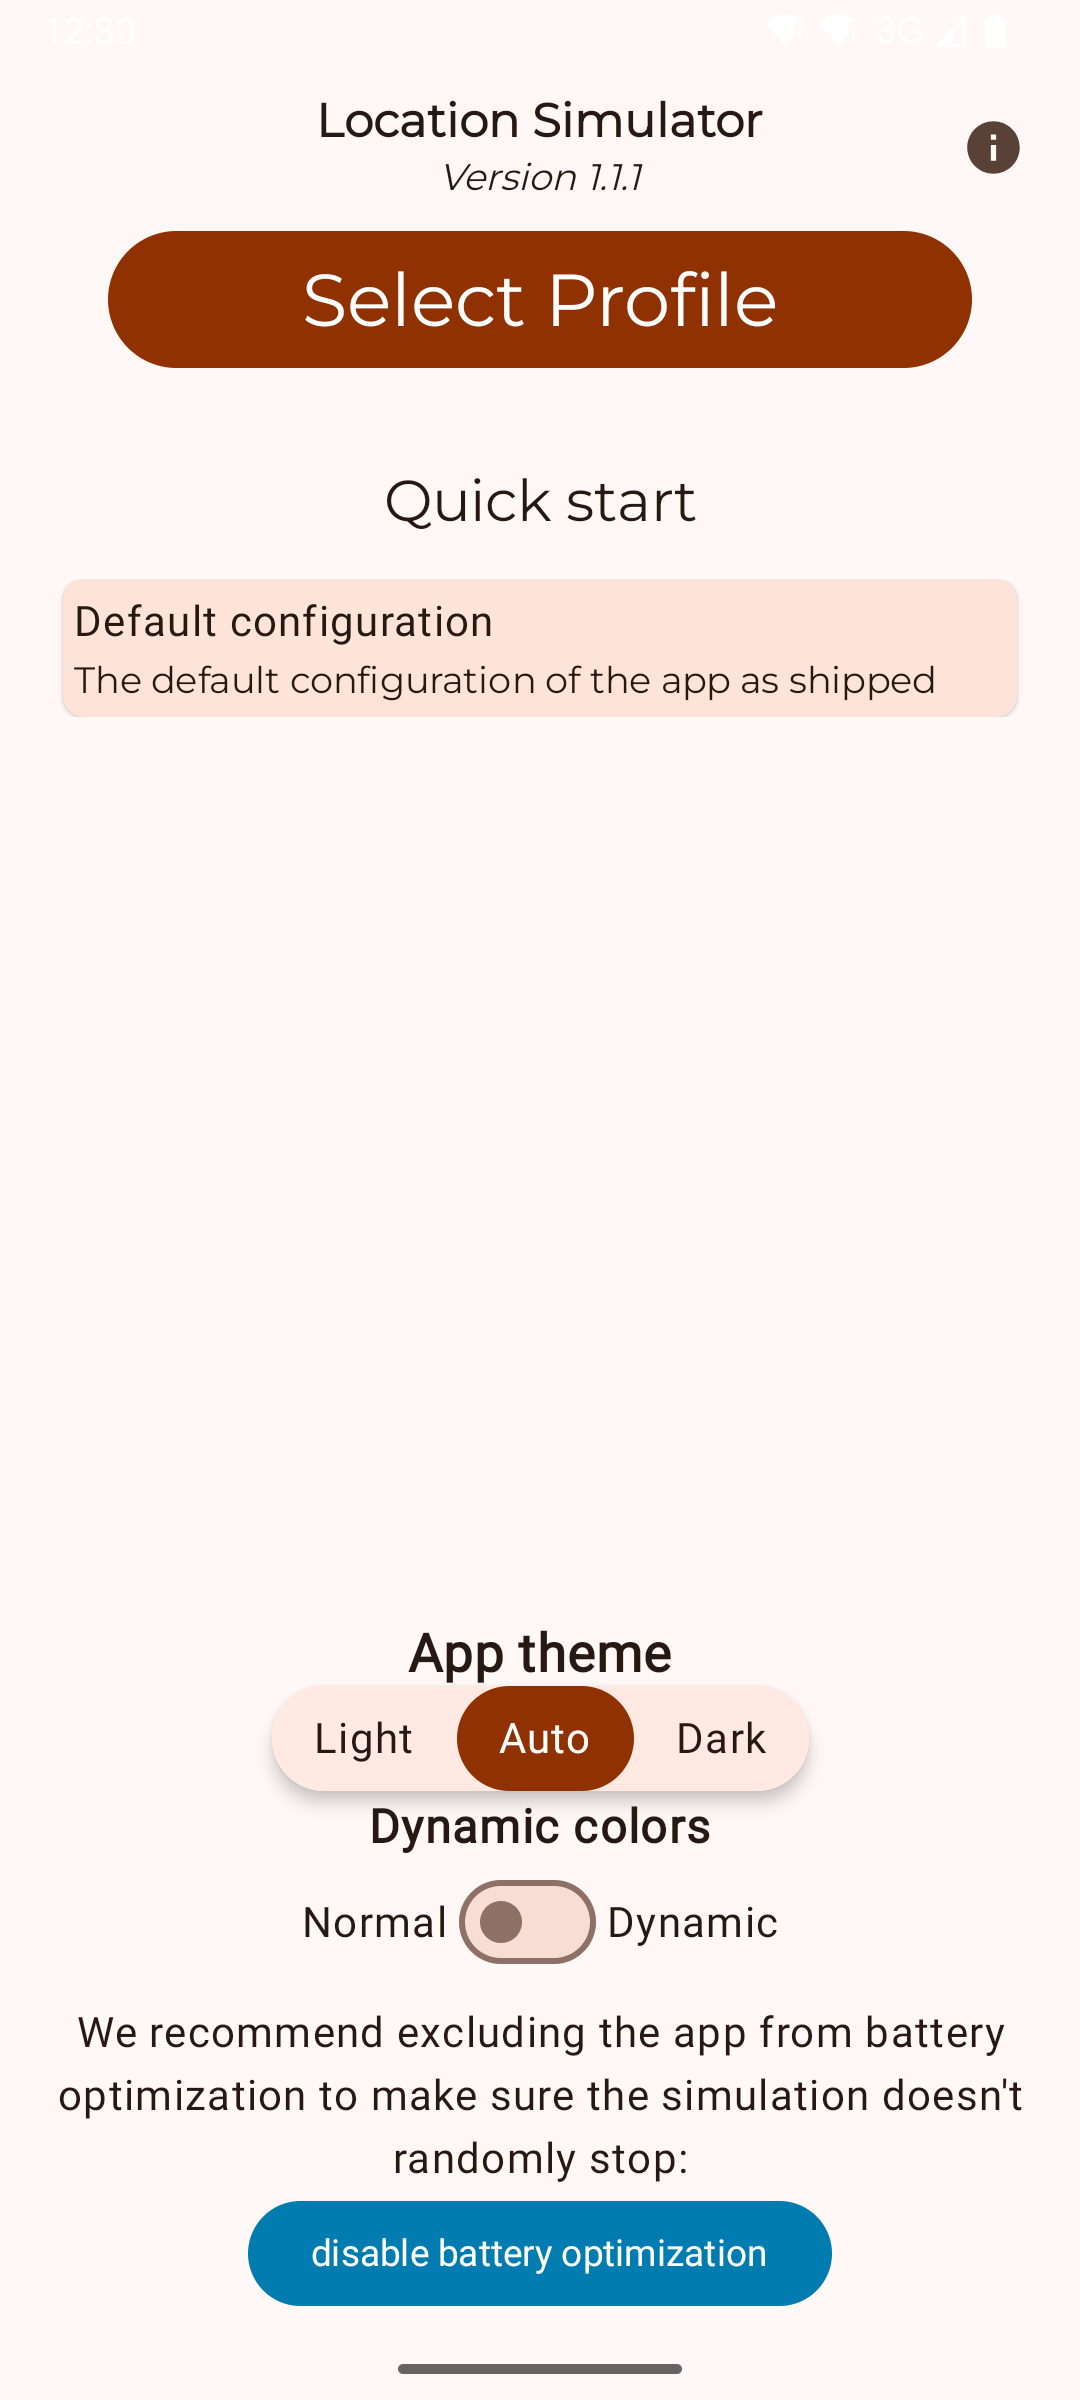 12:30
3G
Location Simulator
Version 1.1.1
Select Profile
Quick start
Default configuration
The default configuration of the app as shipped
App theme
Light Auto Dark
Dynamic colors
Normal Dynamic
We recommend excluding the app from battery
optimization to make sure the simulation doesn't
randomly stop:
disable battery optimization